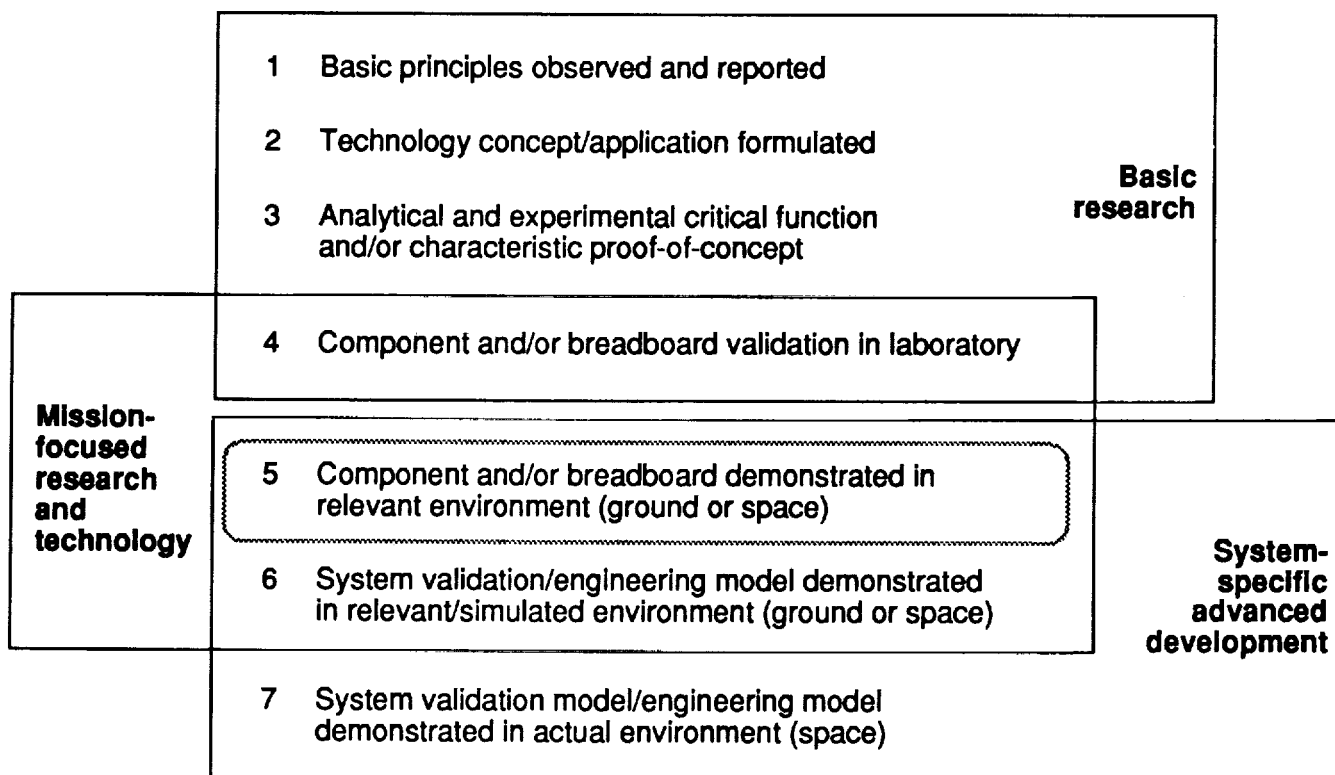 1 Basic principles observed and reported
2 Technology concept/application formulated
Basic
research
3 Analytical and experimental critical function
and/or characteristic proof-of-concept
4 Component and/or breadboard validation in laboratory
Mission-
focused
research
and
technology
5 Component and/or breadboard demonstrated in
relevant environment (ground or space)
6 System validation/engineering model demonstrated
in relevant/simulated environment (ground or space)
System-
specific
advanced
development
7 System validation model/engineering model
demonstrated in actual environment (space)